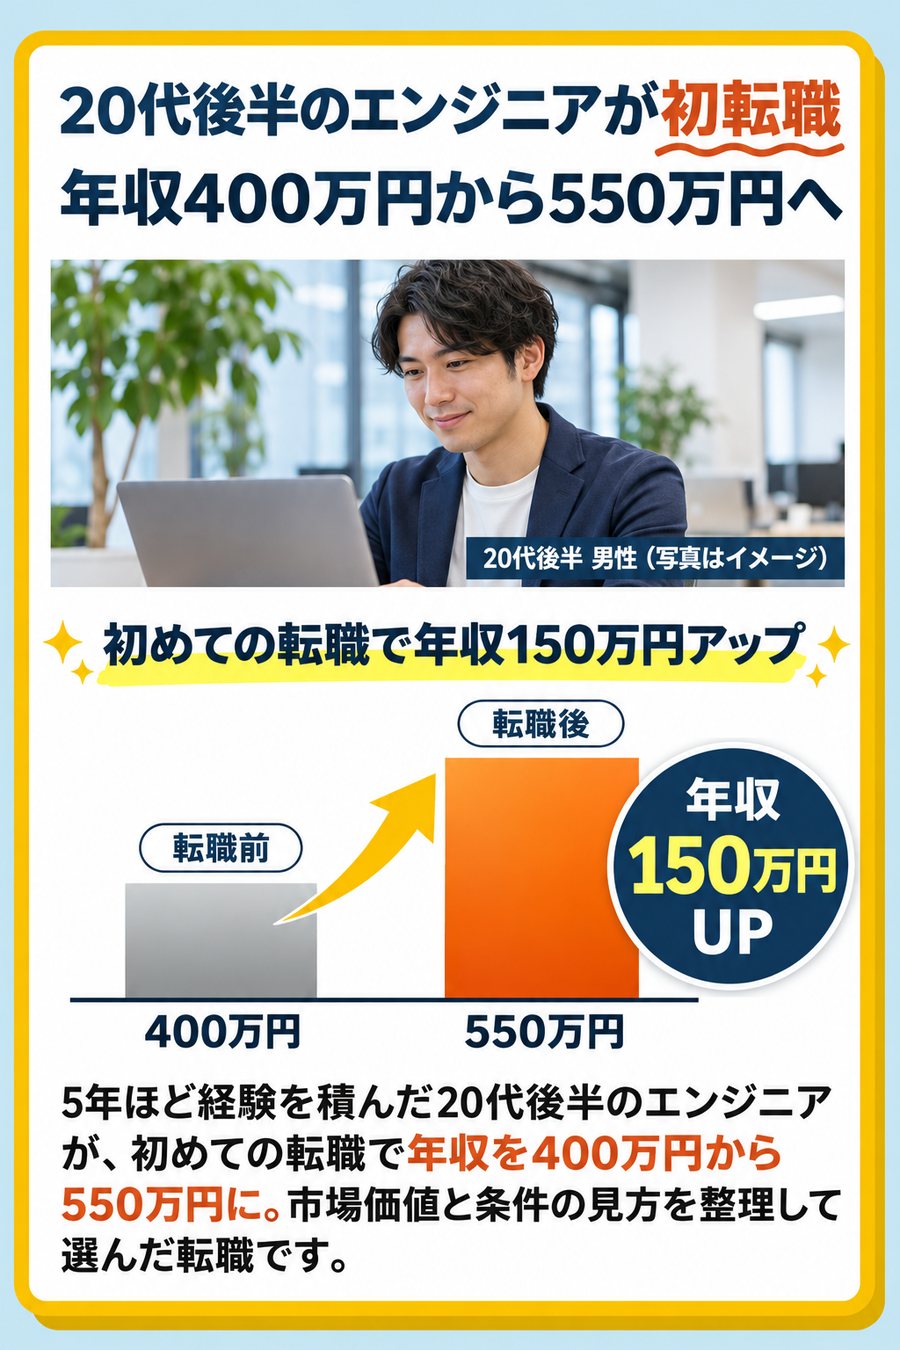 20代後半のエンジニアが初転職
年収400万円から550万円へ
20代後半 男性（写真はイメージ）
初めての転職で年収150万円アップ
転職後
転職前
年収
150万円
UP
400万円
550万円
5年ほど経験を積んだ20代後半のエンジニア
が、初めての転職で年収を400万円から
550万円に。市場価値と条件の見方を整理して
選んだ転職です。